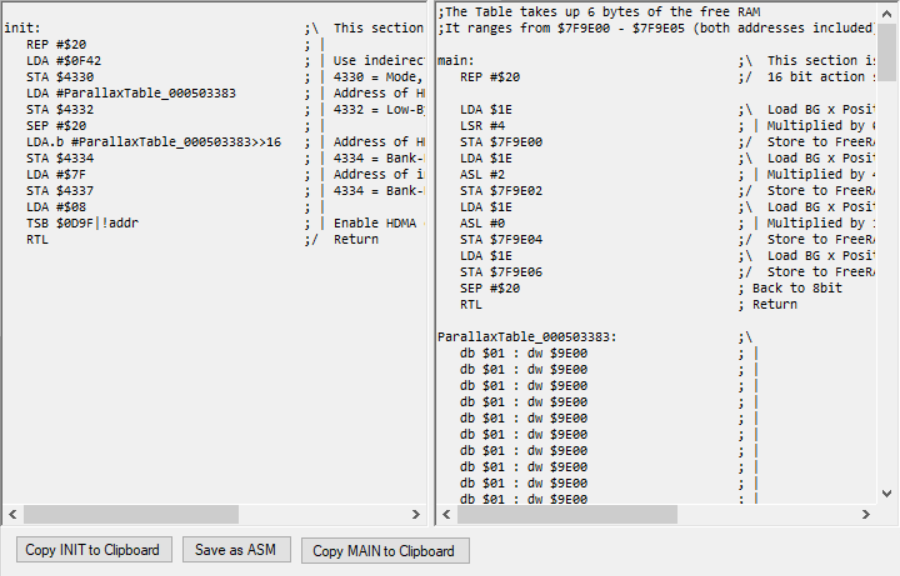 init: ;\ This section
REP #$20 ; |
LDA #$0F42 ; | Use indeirec
STA $4330 ; | 4330 = Mode,
LDA #ParallaxTable_000503383 ; | Address of H
STA $4332 ; | 4332 = Low-B
SEP #$20 ; |
LDA.b #ParallaxTable_000503383>>16 ; | Address of H
STA $4334 ; | 4334 = Bank-
LDA #$7F ; | Address of i
STA $4337 ; | 4334 = Bank-
LDA #$08 ; |
TSB $0D9F|!addr ; | Enable HDMA
RTL ;/ Return
;The Table takes up 6 bytes of the free RAM
;It ranges from $7F9E00 - $7F9E05 (both addresses included
main: ;\ This section i
REP #$20 ;/ 16 bit action
LDA $1E ;\ Load BG x Posi
LSR #4 ; | Multiplied by
STA $7F9E00 ;/ Store to FreeR
LDA $1E ;\ Load BG x Posi
ASL #2 ; | Multiplied by 4
STA $7F9E02 ;/ Store to FreeR
LDA $1E ;\ Load BG x Posi
ASL #0 ; | Multiplied by
STA $7F9E04 ;/ Store to FreeR
LDA $1E ;\ Load BG x Posi
STA $7F9E06 ;/ Store to FreeR
SEP #$20 ; Back to 8bit
RTL ; Return
ParallaxTable_000503383: ;\
db $01 : dw $9E00 ; |
db $01 : dw $9E00 ; |
db $01 : dw $9E00 ; |
db $01 : dw $9E00 ; |
db $01 : dw $9E00 ; |
db $01 : dw $9E00 ; |
db $01 : dw $9E00 ; |
db $01 : dw $9E00 ; |
db $01 : dw $9E00 ; |
db $01 : dw $9E00 ; |
Copy INIT to Clipboard
Save as ASM
Copy MAIN to Clipboard